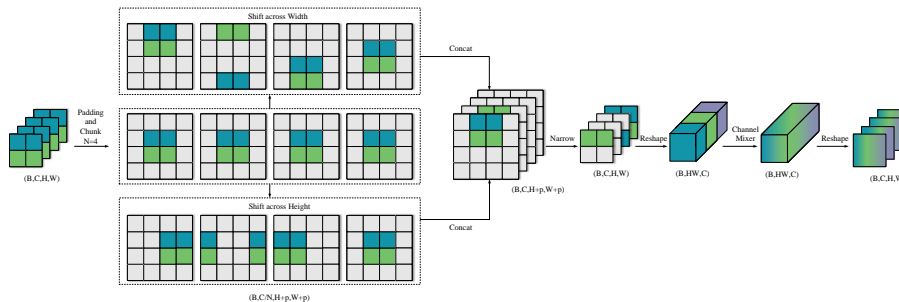 Shift across Width
Padding
and
Chunk
N=4
(B,C,H,W)
Shift across Height
(B,C/N,H+p,W+p)
Concat
Concat
(B,C,H+p,W+p)
Narrow
(B,C,H,W)
Reshape
(B,HW,C)
Channel
Mixer
(B,HW,C)
Reshape
(B,C,H,W